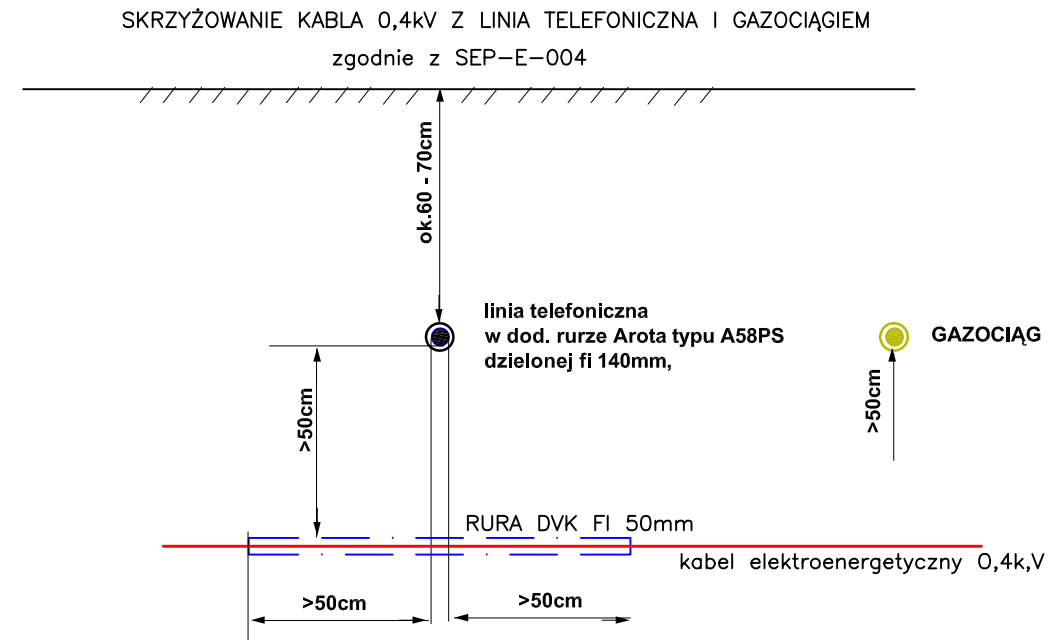 SKRZYŻOWANIE KABLA 0,4kV Z LINIA TELEFONICZNA I GAZOCIĄGIEM
zgodnie z SEP-E-004
ok.60 - 70cm
linia telefoniczna
w dod. rurze Arota typu A58PS
dzielonej fi 140mm,
GAZOCIĄG
>50cm
>50cm
RURA DVK FI 50mm
kabel elektroenergetyczny 0,4k,V
>50cm
>50cm